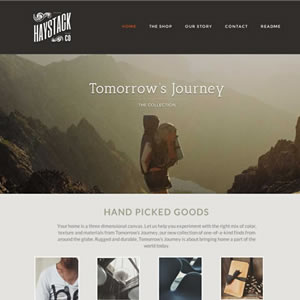 HAYSTACK
CO
HOME THE SHOP OUR STORY CONTACT README
Tomorrow's Journey
THE COLLECTION
HAND PICKED GOODS
Your home is a three dimensional canvas. Let us help you experiment with the right mix of color,
texture and materials from Tomorrow's Journey, our new collection of one-of-a-kind finds from
around the globe. Rugged and durable, Tomorrow's Journey is about bringing home a part of the
world today.